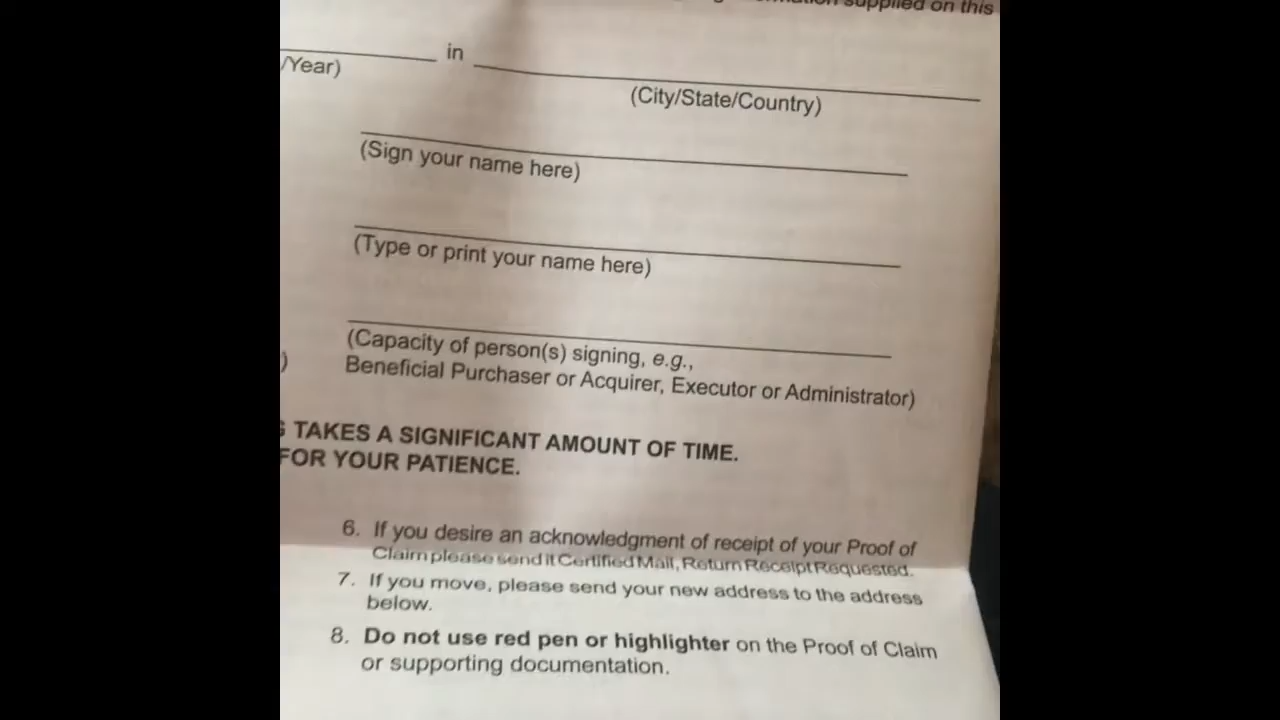 supplied on this
in
/Year)
(City/State/Country)
(Sign your name here)
(Type or print your name here)
(Capacity of person(s) signing, e.g.,
) Beneficial Purchaser or Acquirer, Executor or Administrator)
TAKES A SIGNIFICANT AMOUNT OF TIME.
FOR YOUR PATIENCE.
6. If you desire an acknowledgment of receipt of your Proof of
Claim please send it Certified Mail, Return Receipt Requested.
7. If you move, please send your new address to the address
below.
8. Do not use red pen or highlighter on the Proof of Claim
or supporting documentation.